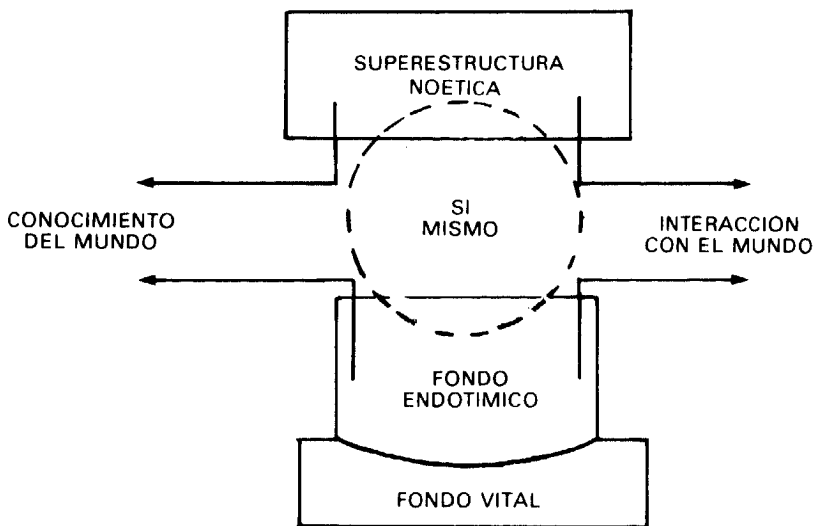 SUPERESTRUCTURA
NOETICA
CONOCIMIENTO
DEL MUNDO
SI
MISMO
INTERACCION
CON EL MUNDO
FONDO
ENDOTIMICO
FONDO VITAL